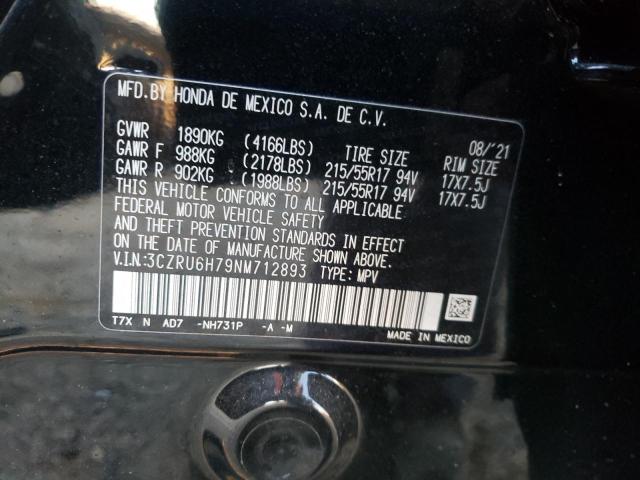 MFD. BY HONDA DE MEXICO S.A. DE C.V.
08/'21
GVWR 1890KG (4166LBS) TIRE SIZE RIM SIZE
GAWR F 988KG (2178LBS) 215/55R17 94V 17X7.5J
GAWR R 902KG (1988LBS) 215/55R17 94V 17X7.5J
THIS VEHICLE CONFORMS TO ALL APPLICABLE
FEDERAL MOTOR VEHICLE SAFETY
AND THEFT PREVENTION STANDARDS IN EFFECT
ON THE DATE OF MANUFACTURE SHOWN ABOVE.
V.I.N.:3CZRU6H79NM712893 TYPE: MPV
T7X N AD7 -NH731P -A -M
MADE IN MEXICO